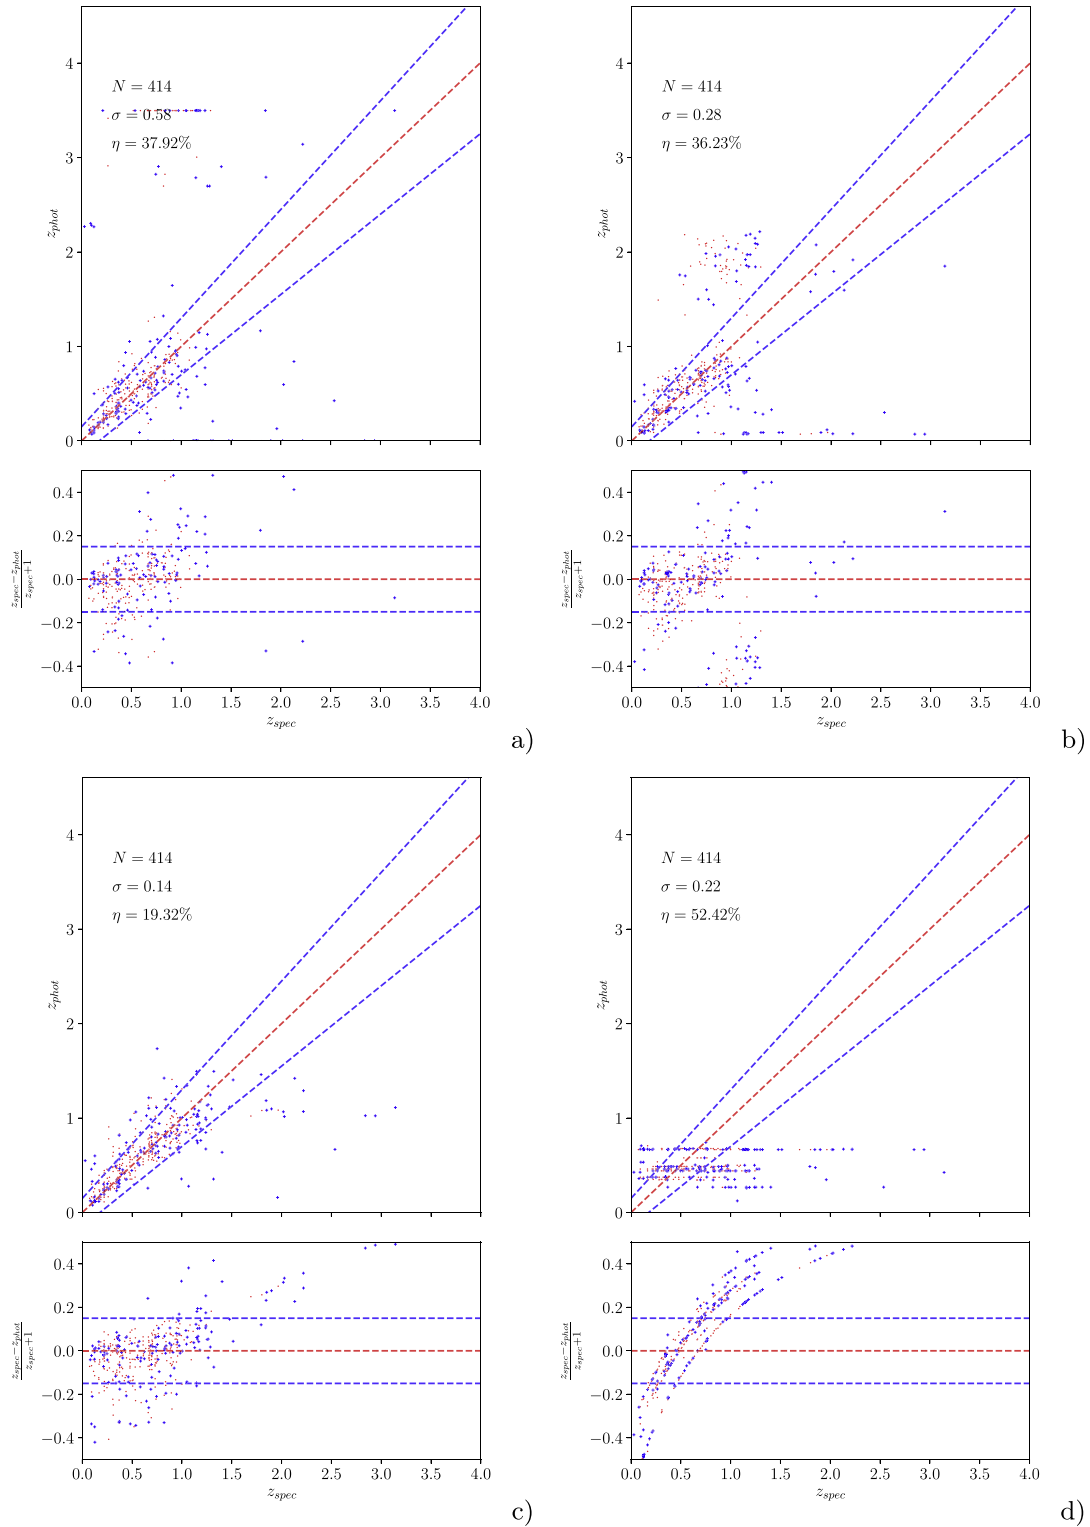 4
N = 414
σ = 0.58
η = 37.92%
3
z_phot
2
1
0
0.4
0.2
0.0
−0.2
−0.4
z_spec−z_phot
z_spec+1
0.0 0.5 1.0 1.5 2.0 2.5 3.0 3.5 4.0
z_spec
a)
4
N = 414
σ = 0.28
η = 36.23%
3
z_phot
2
1
0
0.4
0.2
0.0
−0.2
−0.4
z_spec−z_phot
z_spec+1
0.0 0.5 1.0 1.5 2.0 2.5 3.0 3.5 4.0
z_spec
b)
4
N = 414
σ = 0.14
η = 19.32%
3
z_phot
2
1
0
0.4
0.2
0.0
−0.2
−0.4
z_spec−z_phot
z_spec+1
0.0 0.5 1.0 1.5 2.0 2.5 3.0 3.5 4.0
z_spec
c)
4
N = 414
σ = 0.22
η = 52.42%
3
z_phot
2
1
0
0.4
0.2
0.0
−0.2
−0.4
z_spec−z_phot
z_spec+1
0.0 0.5 1.0 1.5 2.0 2.5 3.0 3.5 4.0
z_spec
d)